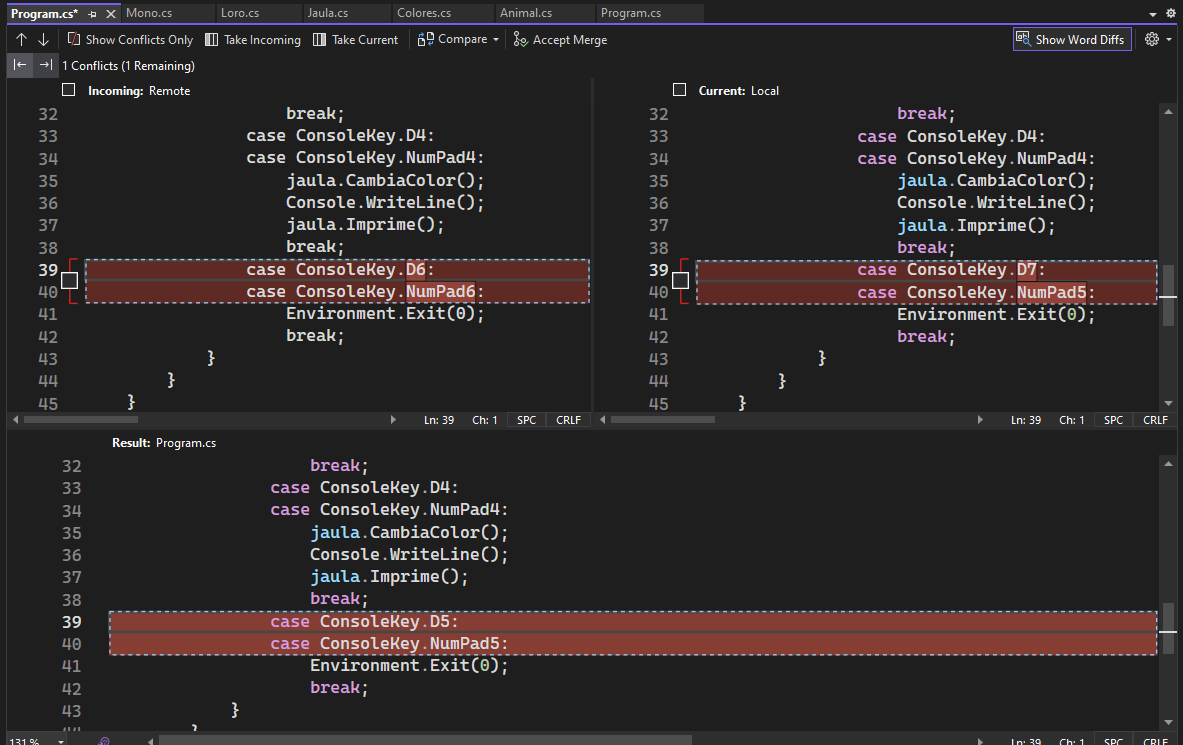 Program.cs* Mono.cs Loro.cs Jaula.cs Colores.cs Animal.cs Program.cs
Show Conflicts Only Take Incoming Take Current Compare Accept Merge Show Word Diffs
1 Conflicts (1 Remaining)
Incoming: Remote
32 break;
33 case ConsoleKey.D4:
34 case ConsoleKey.NumPad4:
35 jaula.CambiaColor();
36 Console.WriteLine();
37 jaula.Imprime();
38 break;
39 case ConsoleKey.D6:
40 case ConsoleKey.NumPad6:
41 Environment.Exit(0);
42 break;
43 }
44 }
45 }
Ln: 39 Ch: 1 SPC CRLF
Current: Local
32 break;
33 case ConsoleKey.D4:
34 case ConsoleKey.NumPad4:
35 jaula.CambiaColor();
36 Console.WriteLine();
37 jaula.Imprime();
38 break;
39 case ConsoleKey.D7:
40 case ConsoleKey.NumPad5:
41 Environment.Exit(0);
42 break;
43 }
44 }
45 }
Ln: 39 Ch: 1 SPC CRLF
Result: Program.cs
32 break;
33 case ConsoleKey.D4:
34 case ConsoleKey.NumPad4:
35 jaula.CambiaColor();
36 Console.WriteLine();
37 jaula.Imprime();
38 break;
39 case ConsoleKey.D5:
40 case ConsoleKey.NumPad5:
41 Environment.Exit(0);
42 break;
43 }
44 }
131 % Ln: 39 Ch: 1 SPC CRLF